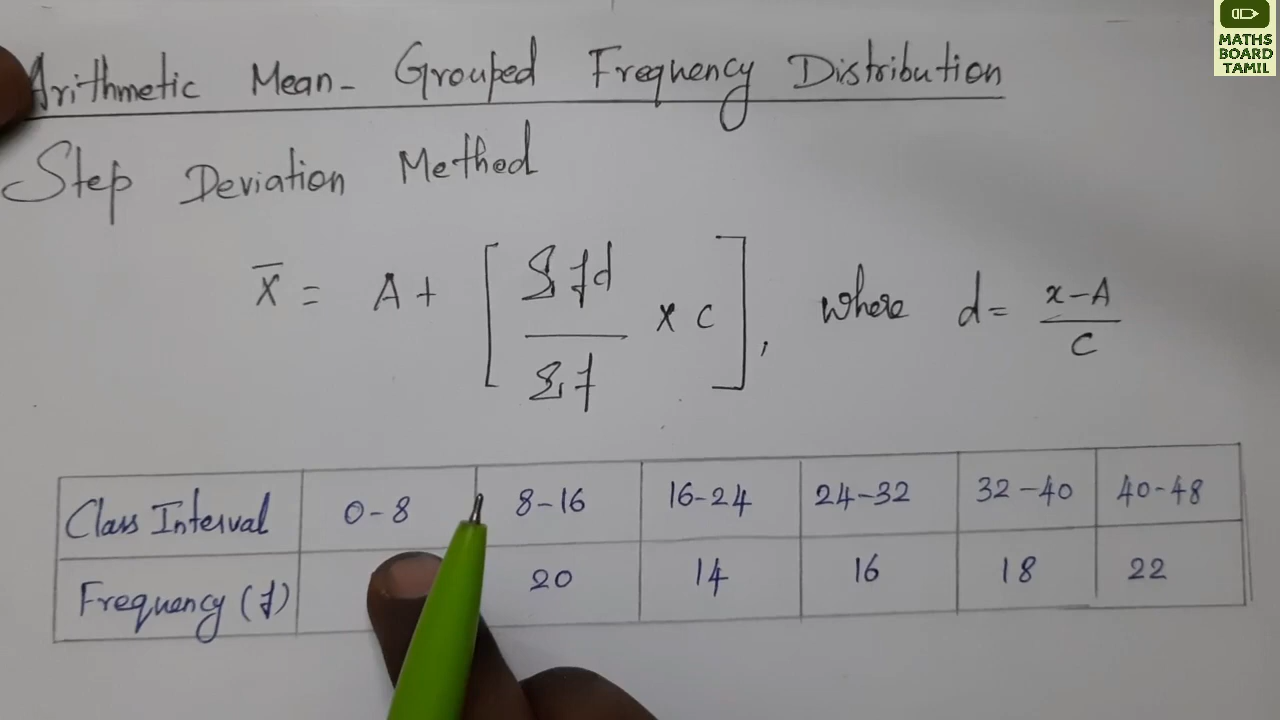 MATHS
BOARD
TAMIL
Arithmetic Mean - Grouped Frequency Distribution
Step Deviation Method
X̄ = A + [ Σfd / Σf × c ], where d = x-A / c
Class Interval 0-8 8-16 16-24 24-32 32-40 40-48
Frequency (f) 20 14 16 18 22